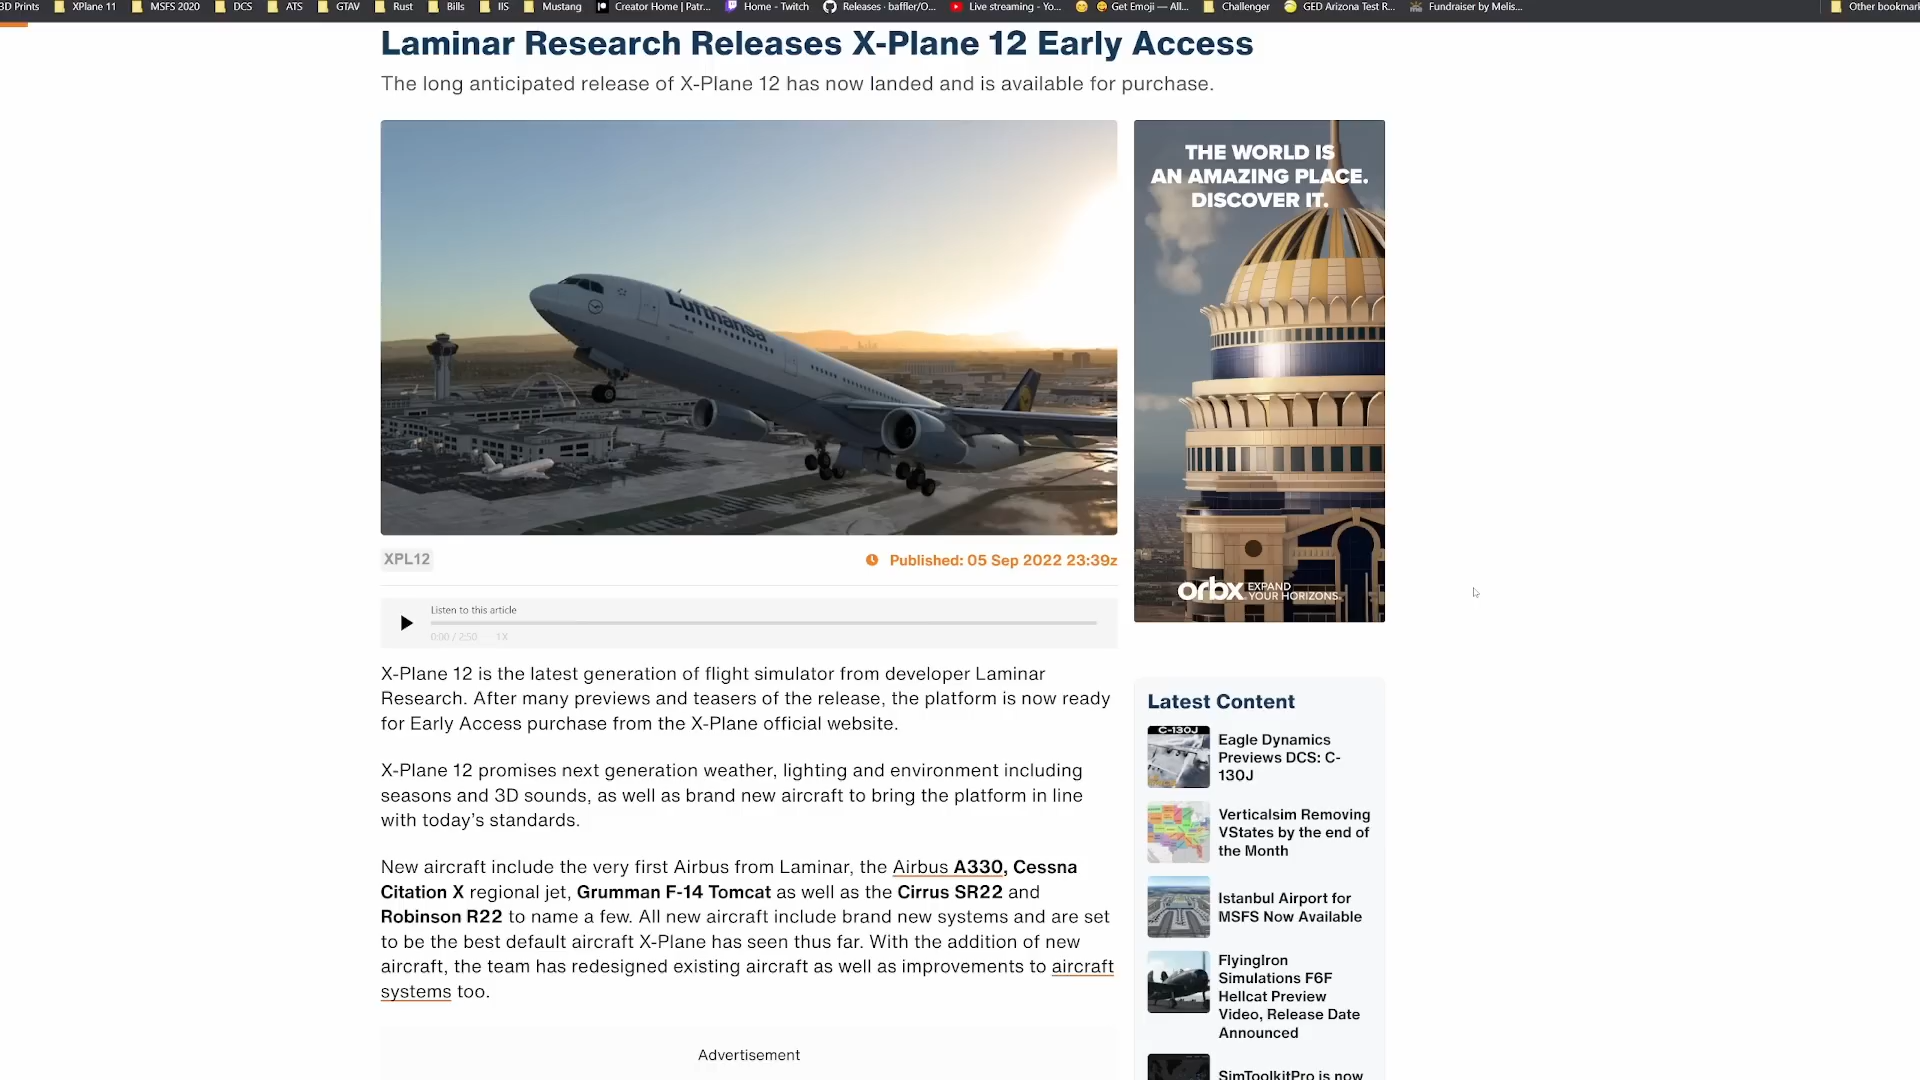 3D Prints XPlane 11 MSFS 2020 DCS ATS GTAV Rust Bills IIS Mustang Creator Home | Patr... Home - Twitch Releases · baffler/O... Live streaming - Yo... Get Emoji — All... Challenger GED Arizona Test R... Fundraiser by Melis... Other bookmar
Laminar Research Releases X-Plane 12 Early Access
The long anticipated release of X-Plane 12 has now landed and is available for purchase.
Lufthansa
THE WORLD IS
AN AMAZING PLACE.
DISCOVER IT.
orbx EXPAND
YOUR HORIZONS.
XPL12
Published: 05 Sep 2022 23:39z
Listen to this article
0:00 / 2:50 1X
X-Plane 12 is the latest generation of flight simulator from developer Laminar
Research. After many previews and teasers of the release, the platform is now ready
for Early Access purchase from the X-Plane official website.
X-Plane 12 promises next generation weather, lighting and environment including
seasons and 3D sounds, as well as brand new aircraft to bring the platform in line
with today's standards.
New aircraft include the very first Airbus from Laminar, the Airbus A330, Cessna
Citation X regional jet, Grumman F-14 Tomcat as well as the Cirrus SR22 and
Robinson R22 to name a few. All new aircraft include brand new systems and are set
to be the best default aircraft X-Plane has seen thus far. With the addition of new
aircraft, the team has redesigned existing aircraft as well as improvements to aircraft
systems too.
Advertisement
Latest Content
C-130J
Eagle Dynamics
Previews DCS: C-
130J
Verticalsim Removing
VStates by the end of
the Month
Istanbul Airport for
MSFS Now Available
FlyingIron
Simulations F6F
Hellcat Preview
Video, Release Date
Announced
SimToolkitPro is now